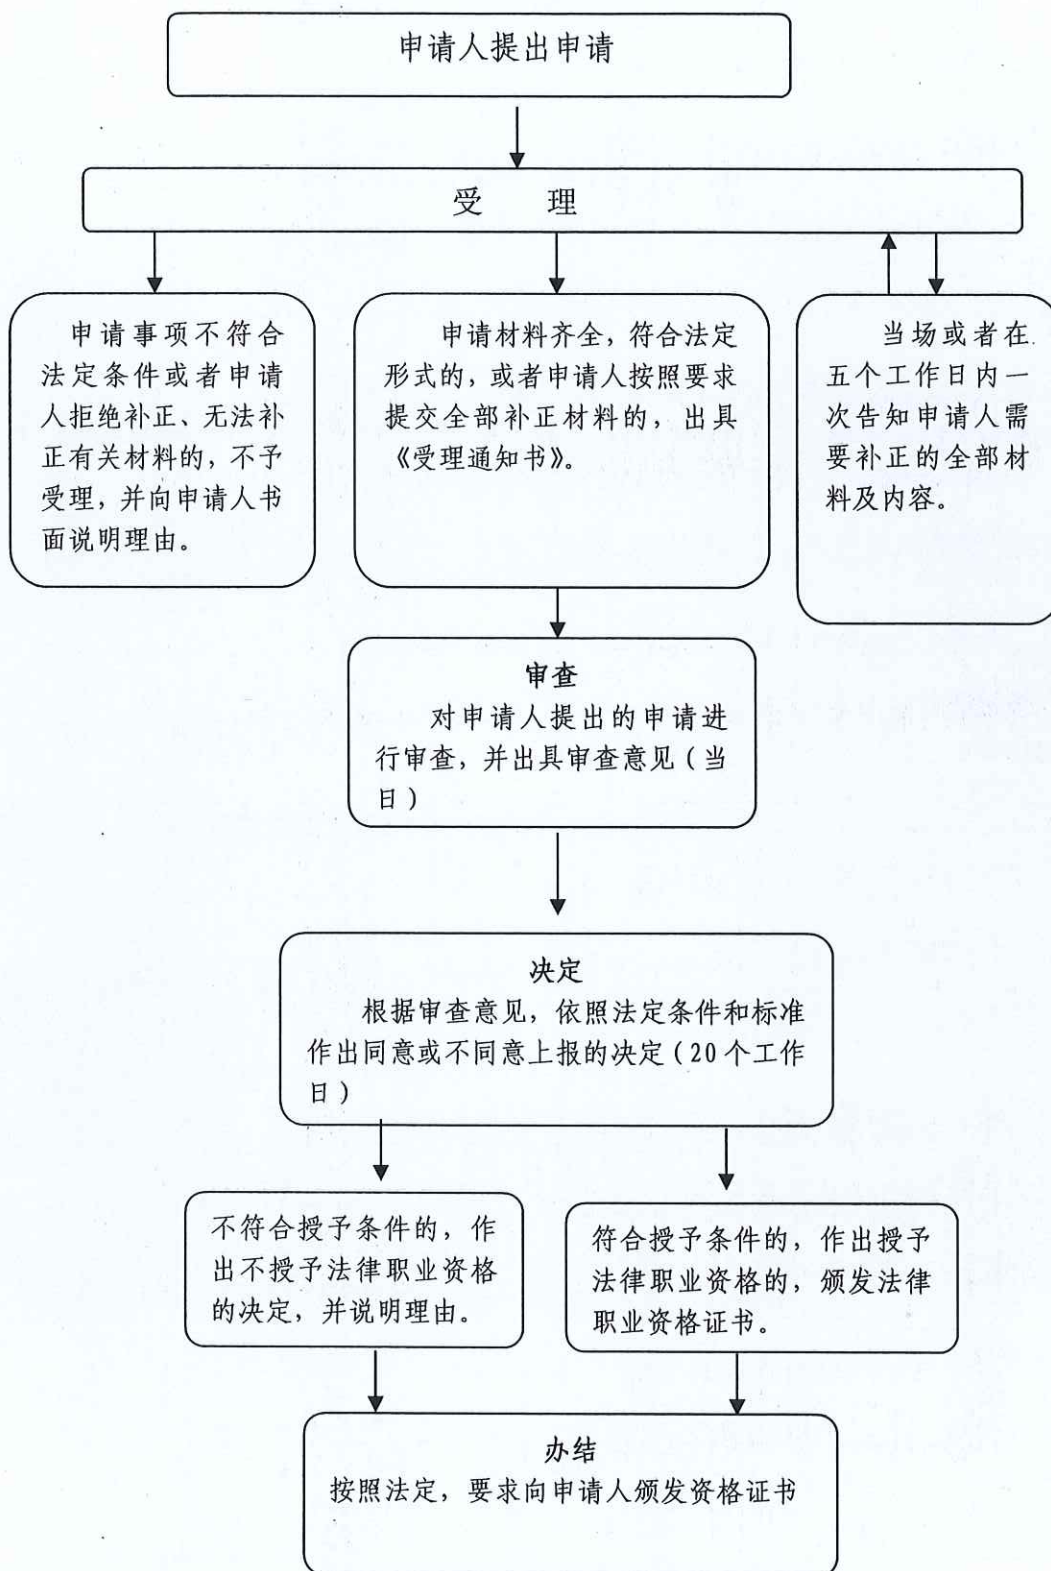 申请人提出申请
受 理
申请事项不符合
法定条件或者申请
人拒绝补正、无法补
正有关材料的，不予
受理，并向申请人书
面说明理由。
申请材料齐全，符合法定
形式的，或者申请人按照要求
提交全部补正材料的，出具
《受理通知书》。
当场或者在
五个工作日内一
次告知申请人需
要补正的全部材
料及内容。
审查
对申请人提出的申请进
行审查，并出具审查意见（当
日）
决定
根据审查意见，依照法定条件和标准
作出同意或不同意上报的决定（20个工作
日）
不符合授予条件的，作
出不授予法律职业资格
的决定，并说明理由。
符合授予条件的，作出授予
法律职业资格的，颁发法律
职业资格证书。
办结
按照法定，要求向申请人颁发资格证书